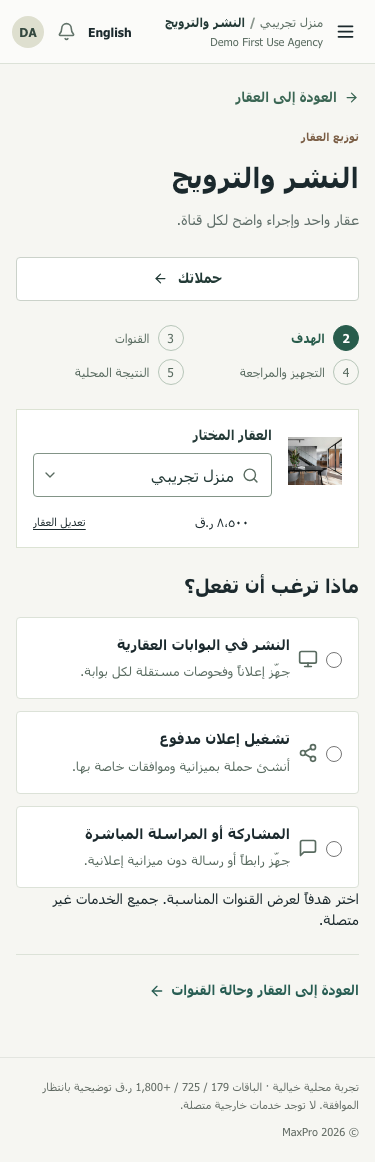 منزل تجريبي / النشر والترويج
Demo First Use Agency
English
DA
العودة إلى العقار
توزيع العقار
النشر والترويج
عقار واحد وإجراء واضح لكل قناة.
حملاتك
2 الهدف
3 القنوات
4 التجهيز والمراجعة
5 النتيجة المحلية
العقار المختار
منزل تجريبي
٨،٥٠٠ ر.ق
تعديل العقار
ماذا ترغب أن تفعل؟
النشر في البوابات العقارية
جهّز إعلاناً وفحوصات مستقلة لكل بوابة.
تشغيل إعلان مدفوع
أنشئ حملة بميزانية وموافقات خاصة بها.
المشاركة أو المراسلة المباشرة
جهّز رابطاً أو رسالة دون ميزانية إعلانية.
اختر هدفاً لعرض القنوات المناسبة. جميع الخدمات غير
متصلة.
العودة إلى العقار وحالة القنوات
تجربة محلية خيالية · الباقات 179 / 725 / +1,800 ر.ق توضيحية بانتظار
الموافقة. لا توجد خدمات خارجية متصلة.
© 2026 MaxPro